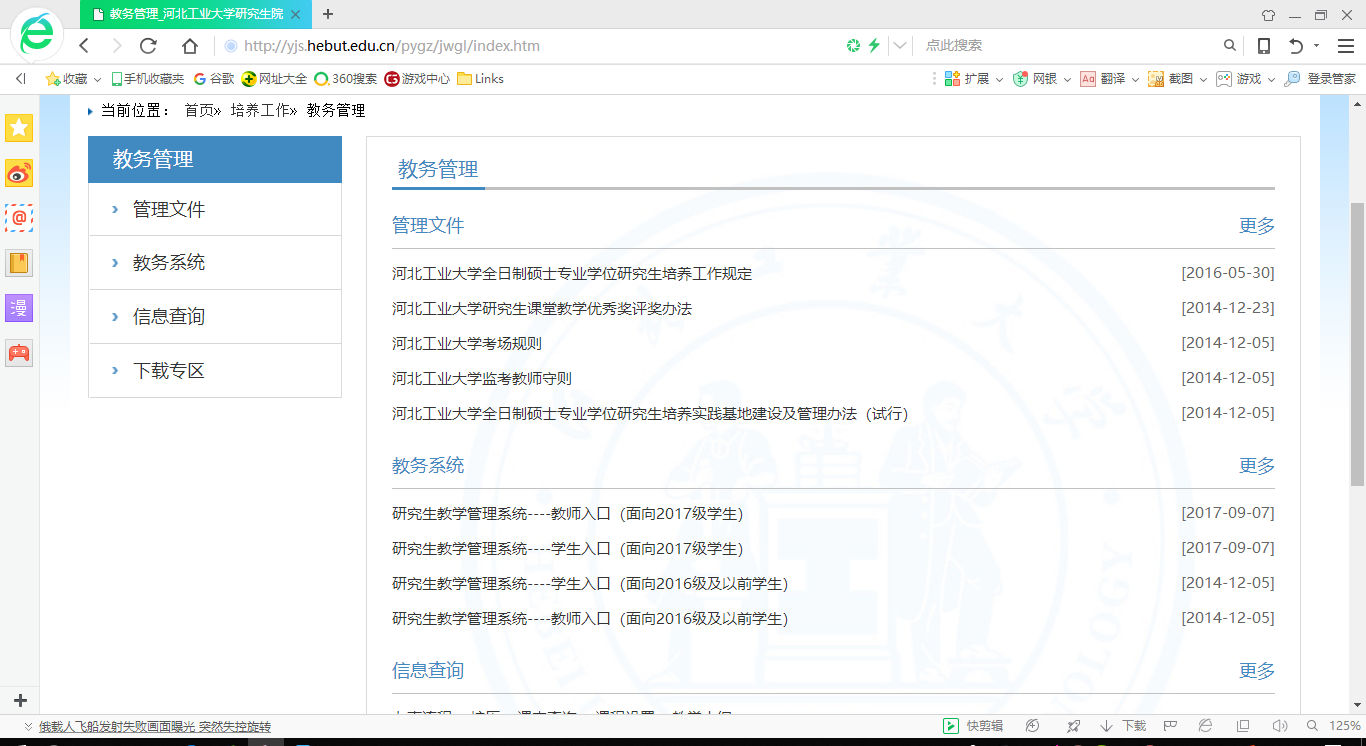 教务管理_河北工业大学研究生院
http://yjs.hebut.edu.cn/pygz/jwgl/index.htm
点此搜索
收藏 手机收藏夹 谷歌 网址大全 360搜索 游戏中心 Links 扩展 网银 翻译 截图 游戏 登录管家
当前位置： 首页» 培养工作» 教务管理
教务管理
管理文件
教务系统
信息查询
下载专区
教务管理
管理文件 更多
河北工业大学全日制硕士专业学位研究生培养工作规定 [2016-05-30]
河北工业大学研究生课堂教学优秀奖评奖办法 [2014-12-23]
河北工业大学考场规则 [2014-12-05]
河北工业大学监考教师守则 [2014-12-05]
河北工业大学全日制硕士专业学位研究生培养实践基地建设及管理办法（试行） [2014-12-05]
教务系统 更多
研究生教学管理系统----教师入口（面向2017级学生） [2017-09-07]
研究生教学管理系统----学生入口（面向2017级学生） [2017-09-07]
研究生教学管理系统----学生入口（面向2016级及以前学生） [2014-12-05]
研究生教学管理系统----教师入口（面向2016级及以前学生） [2014-12-05]
信息查询 更多
俄载人飞船发射失败画面曝光 突然失控旋转
快剪辑 下载 125%